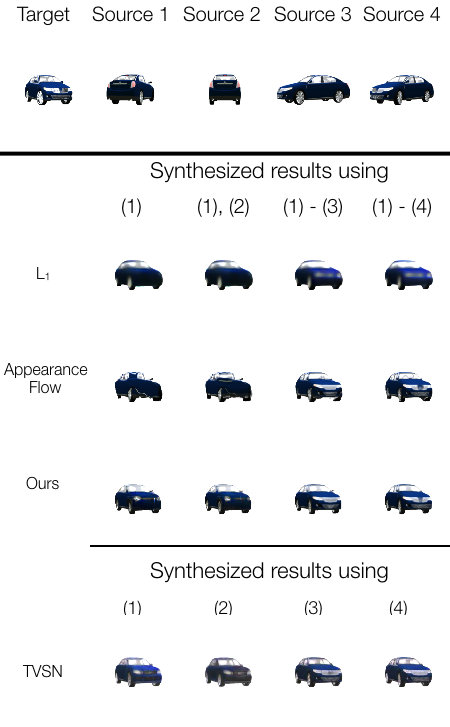 Target Source 1 Source 2 Source 3 Source 4
Synthesized results using
(1) (1), (2) (1) - (3) (1) - (4)
L₁
Appearance
Flow
Ours
Synthesized results using
(1) (2) (3) (4)
TVSN